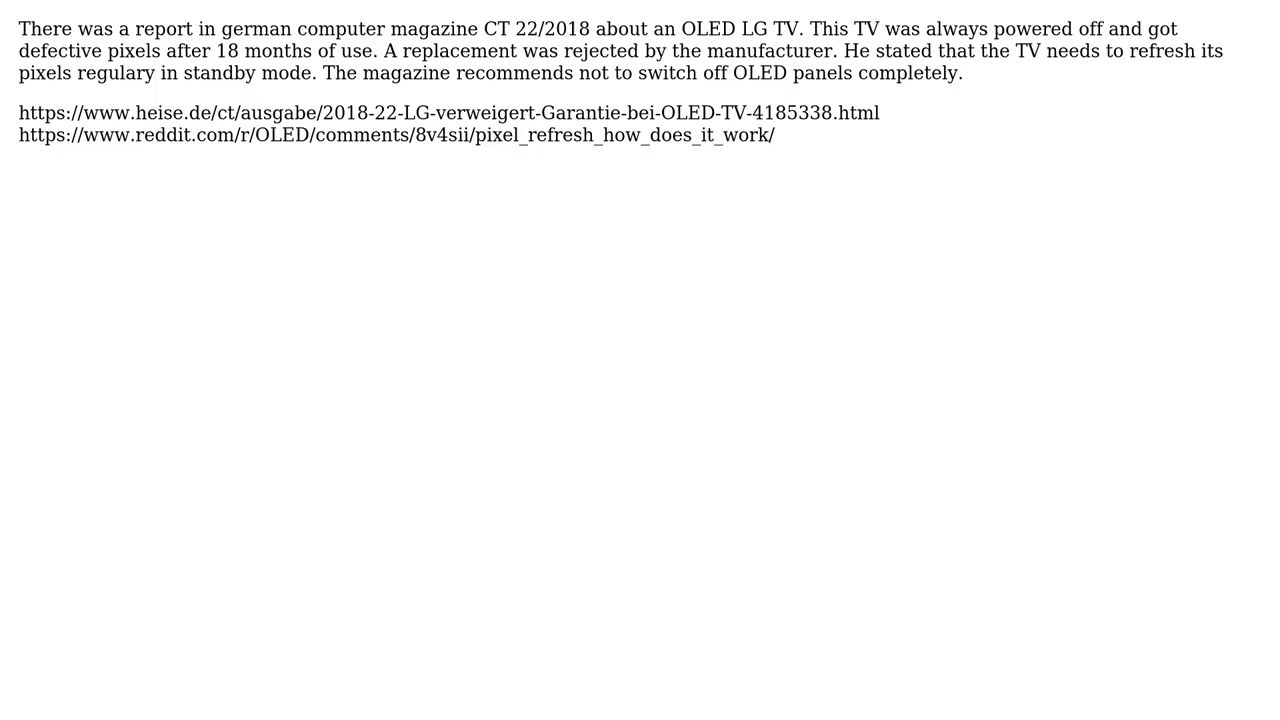 There was a report in german computer magazine CT 22/2018 about an OLED LG TV. This TV was always powered off and got
defective pixels after 18 months of use. A replacement was rejected by the manufacturer. He stated that the TV needs to refresh its
pixels regulary in standby mode. The magazine recommends not to switch off OLED panels completely.
https://www.heise.de/ct/ausgabe/2018-22-LG-verweigert-Garantie-bei-OLED-TV-4185338.html
https://www.reddit.com/r/OLED/comments/8v4sii/pixel_refresh_how_does_it_work/